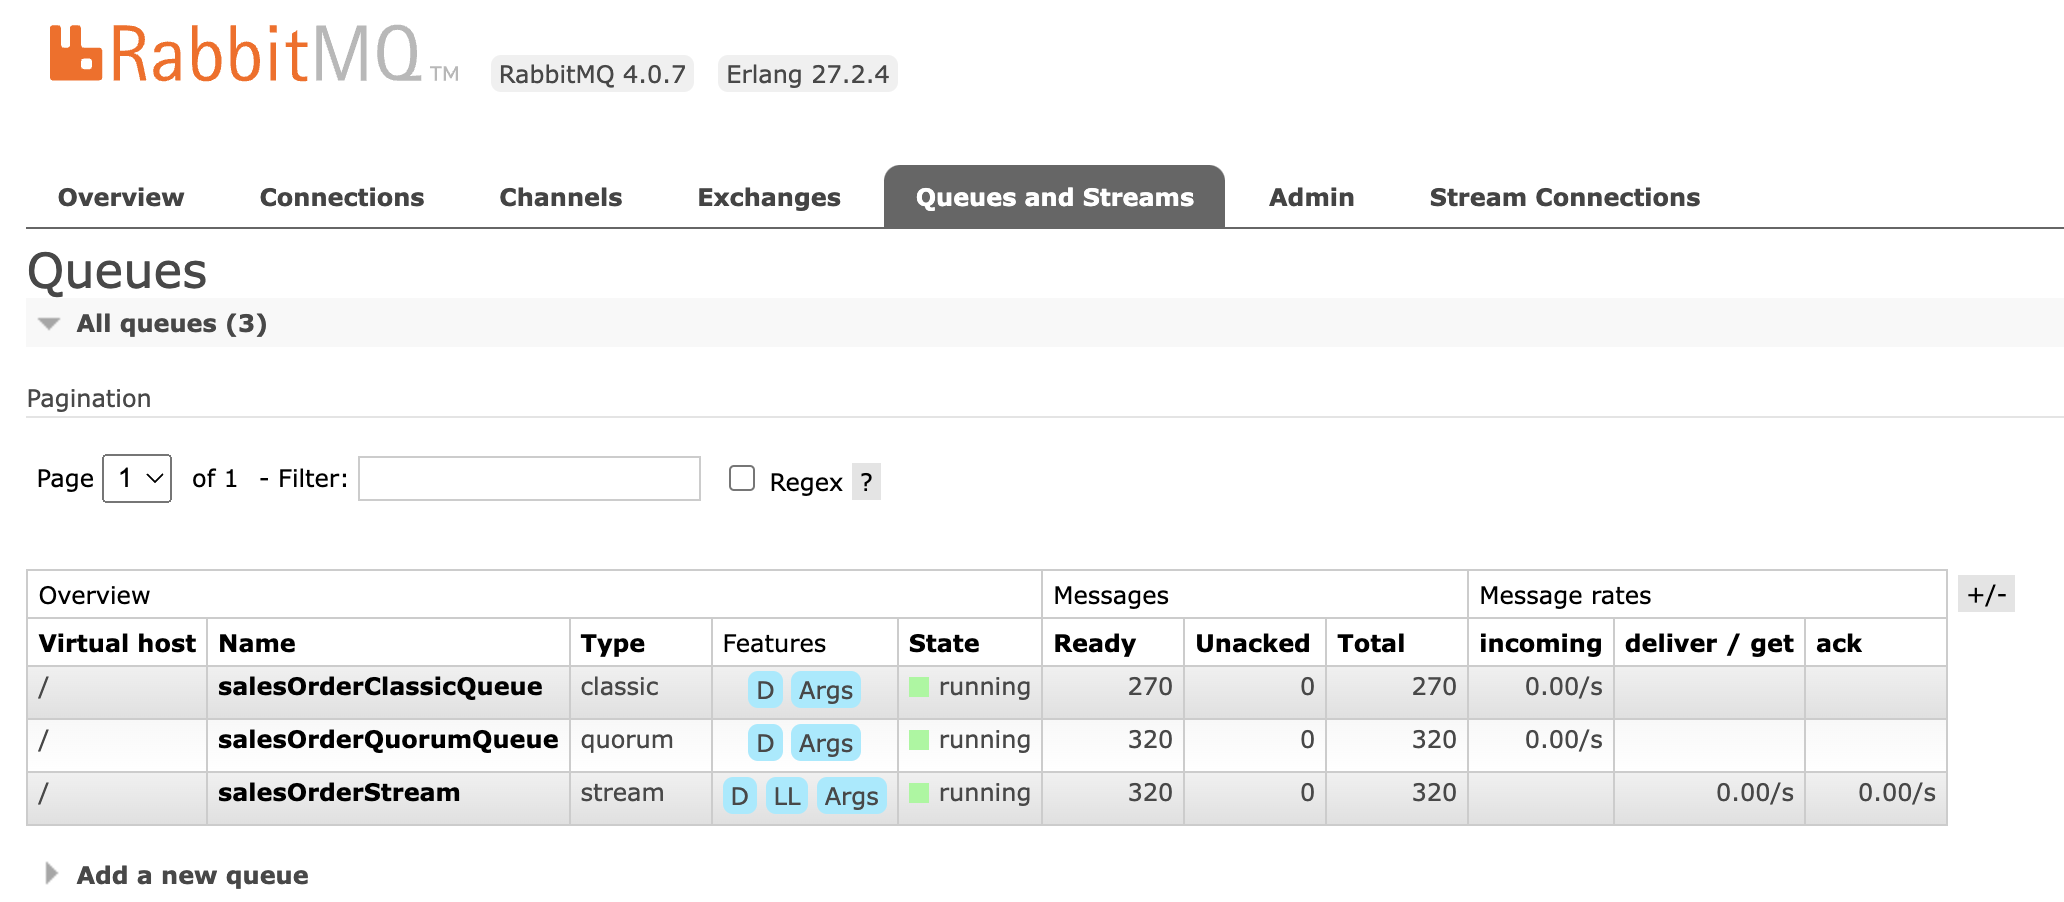 RabbitMQ TM RabbitMQ 4.0.7 Erlang 27.2.4
Overview Connections Channels Exchanges Queues and Streams Admin Stream Connections
Queues
All queues (3)
Pagination
Page 1 of 1 - Filter: Regex ?
Overview Messages Message rates +/-
Virtual host Name Type Features State Ready Unacked Total incoming deliver / get ack
/ salesOrderClassicQueue classic D Args running 270 0 270 0.00/s
/ salesOrderQuorumQueue quorum D Args running 320 0 320 0.00/s
/ salesOrderStream stream D LL Args running 320 0 320 0.00/s 0.00/s
Add a new queue